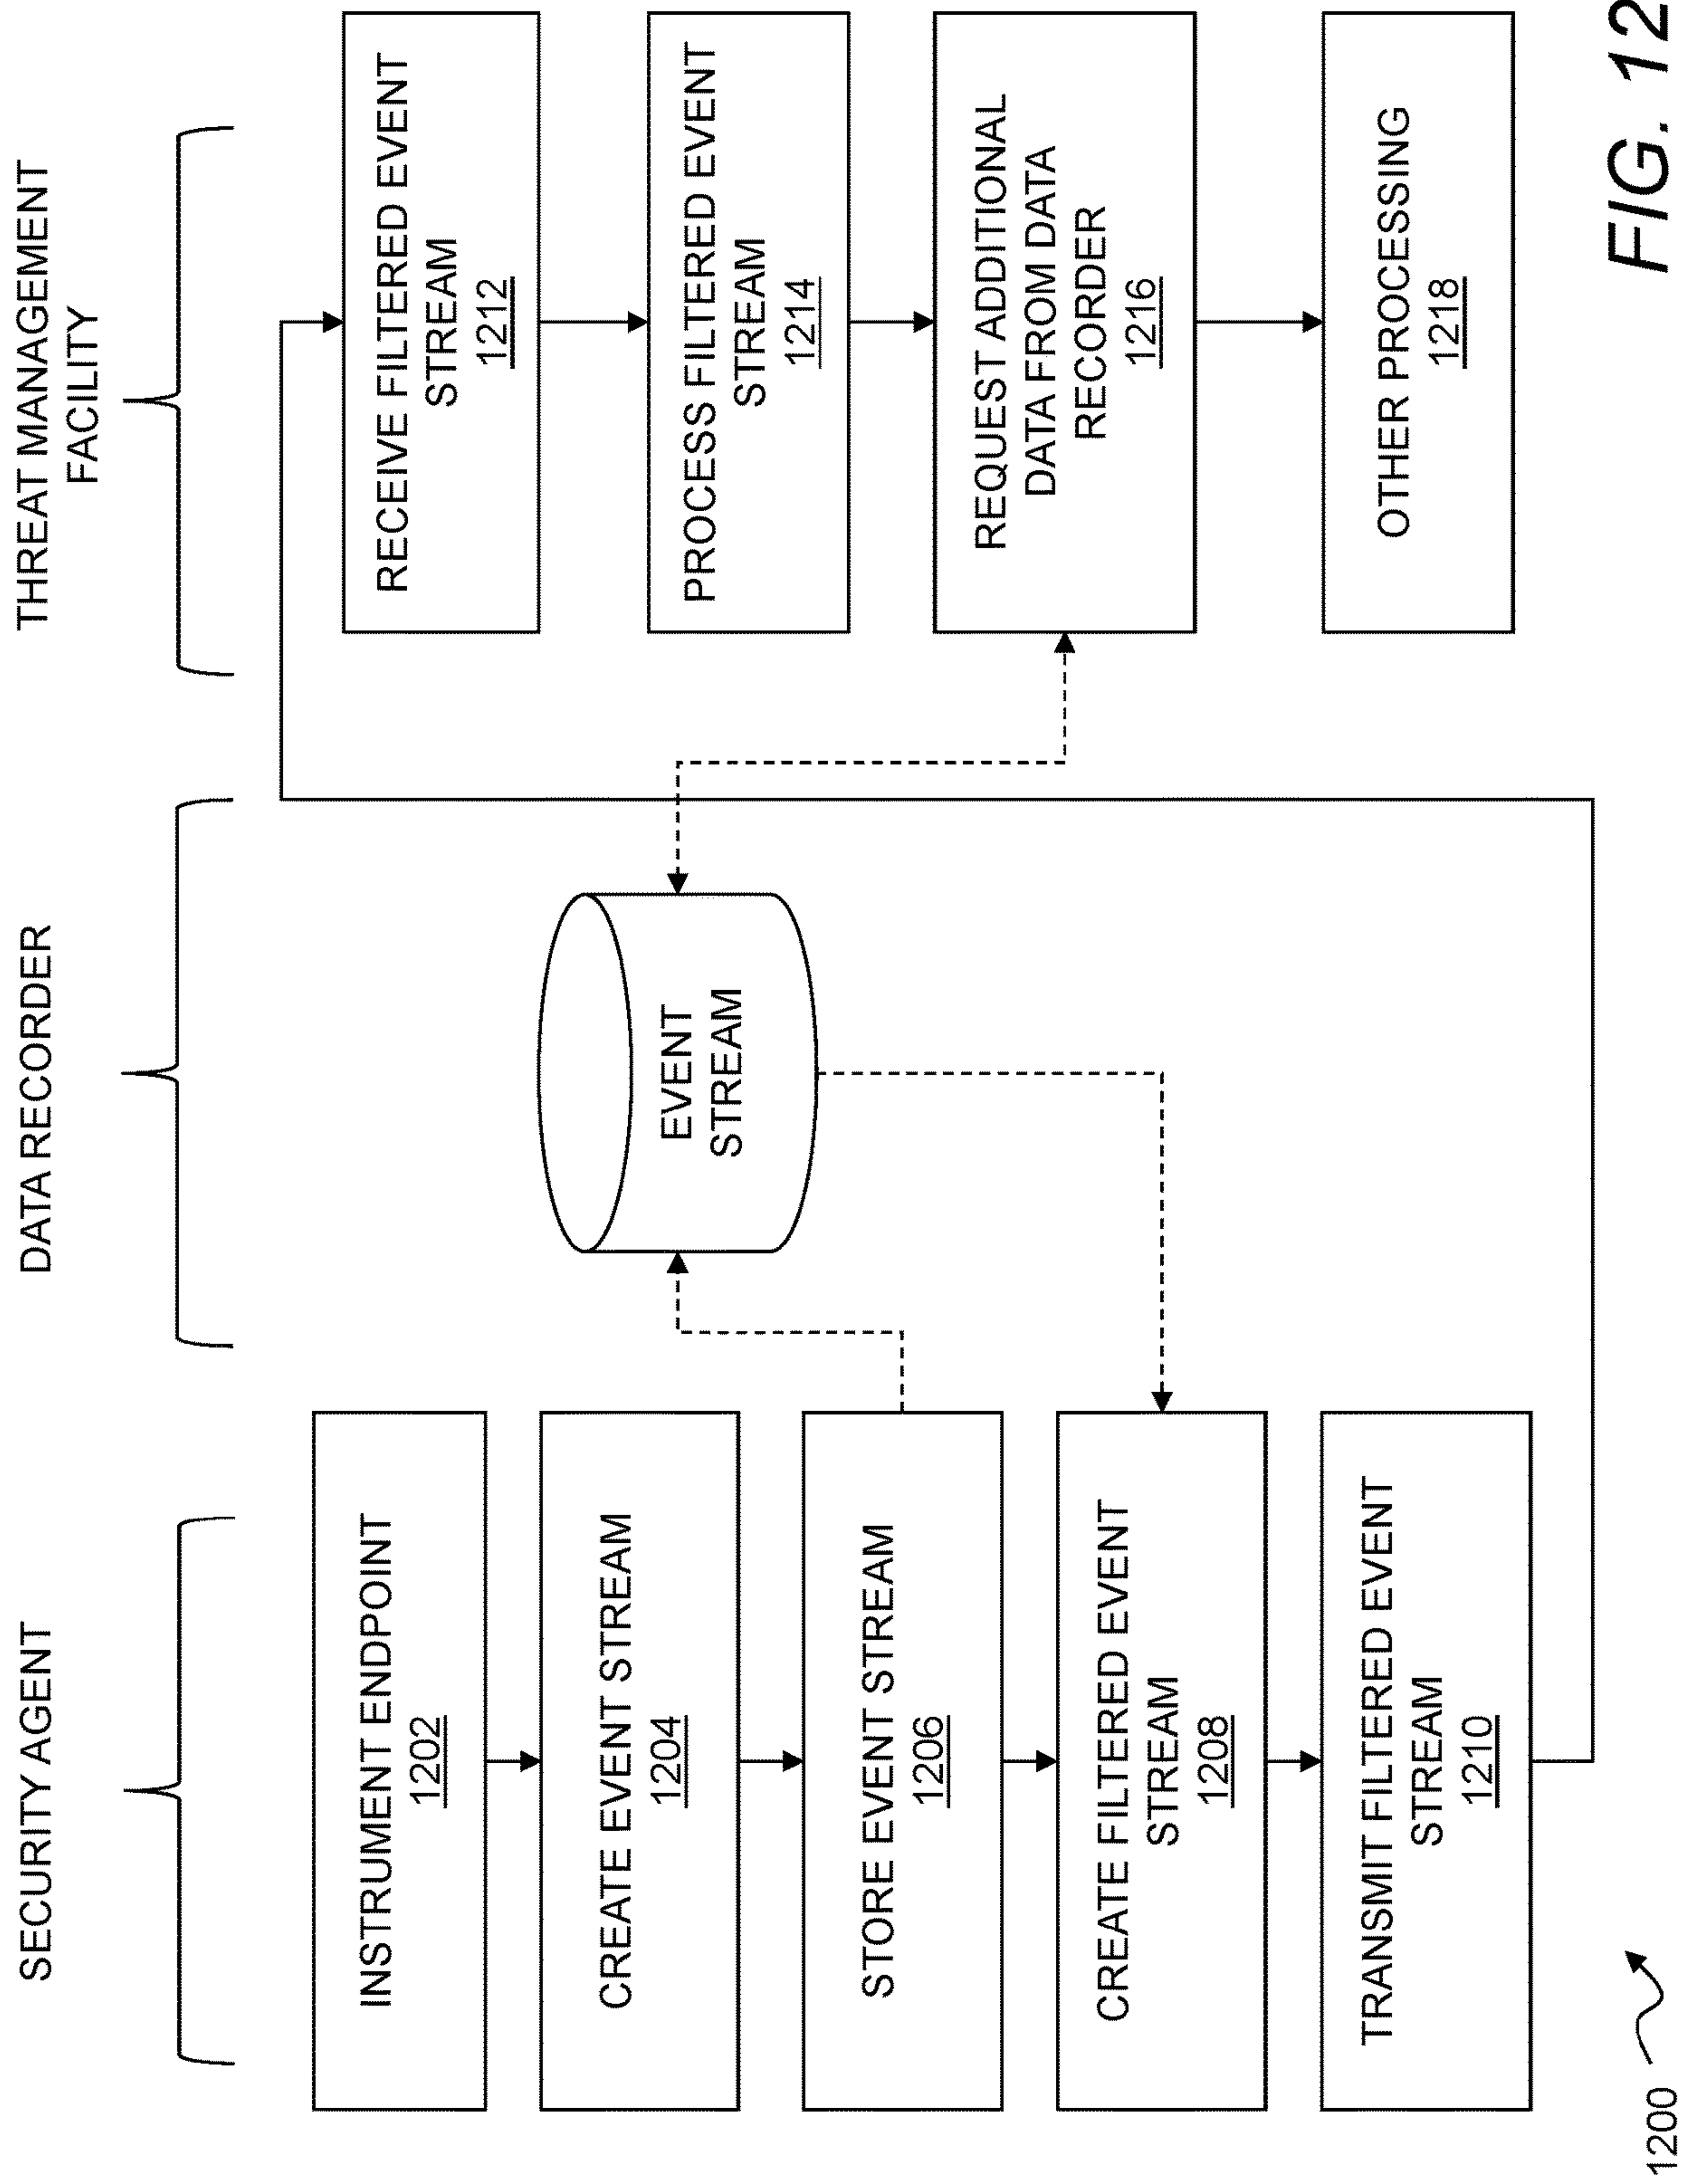 SECURITY AGENT
INSTRUMENT ENDPOINT
1202
CREATE EVENT STREAM
1204
STORE EVENT STREAM
1206
CREATE FILTERED EVENT
STREAM
1208
TRANSMIT FILTERED EVENT
STREAM
1210
DATA RECORDER
EVENT
STREAM
THREAT MANAGEMENT
FACILITY
RECEIVE FILTERED EVENT
STREAM
1212
PROCESS FILTERED EVENT
STREAM
1214
REQUEST ADDITIONAL
DATA FROM DATA
RECORDER
1216
OTHER PROCESSING
1218
1200
FIG. 12